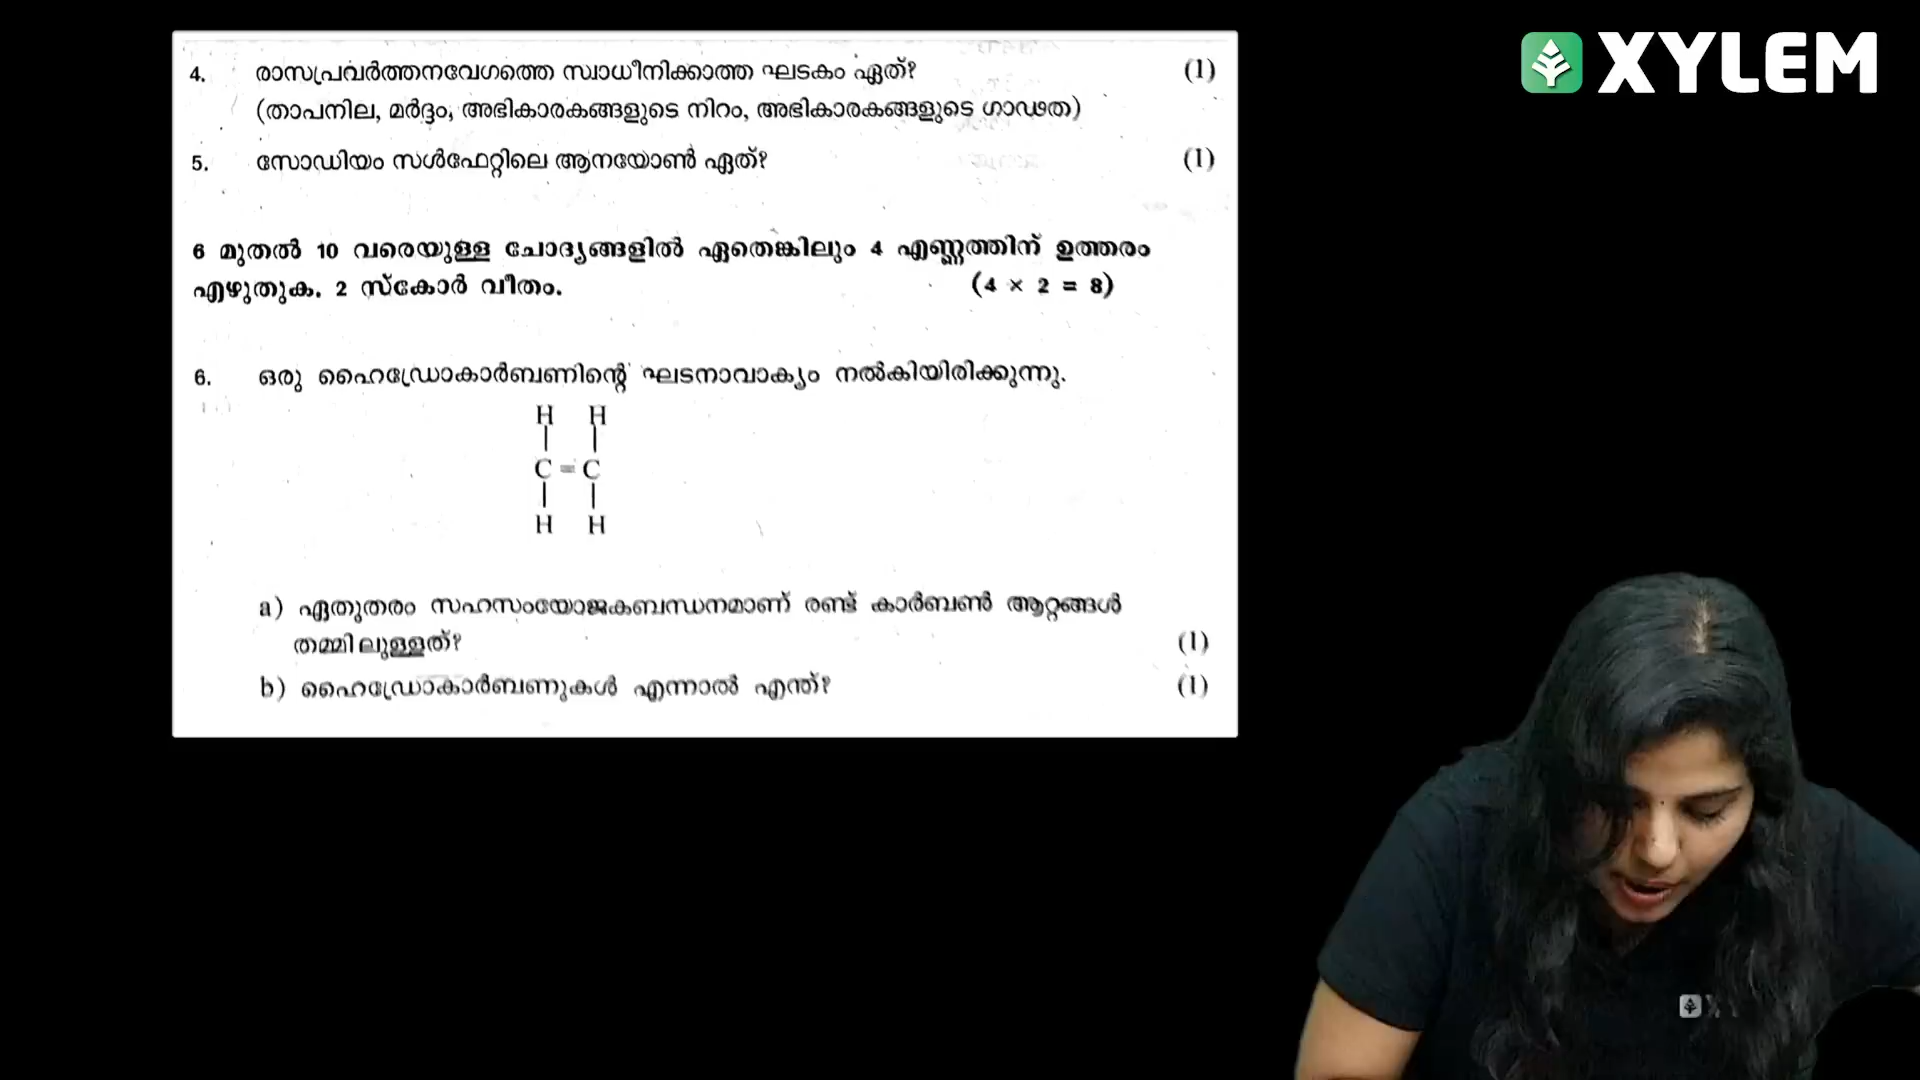 XYLEM
4. രാസപ്രവർത്തനവേഗത്തെ സ്വാധീനിക്കാത്ത ഘടകം ഏത്? (1)
(താപനില, മർദ്ദം, അഭികാരകങ്ങളുടെ നിറം, അഭികാരകങ്ങളുടെ ഗാഢത)
5. സോഡിയം സൾഫേറ്റിലെ ആനയോൺ ഏത്? (1)
6 മുതൽ 10 വരെയുള്ള ചോദ്യങ്ങളിൽ ഏതെങ്കിലും 4 എണ്ണത്തിന് ഉത്തരം
എഴുതുക. 2 സ്കോർ വീതം. (4 × 2 = 8)
6. ഒരു ഹൈഡ്രോകാർബണിന്റെ ഘടനാവാക്യം നൽകിയിരിക്കുന്നു.
H H
C = C
H H
a) ഏതുതരം സഹസംയോജകബന്ധനമാണ് രണ്ട് കാർബൺ ആറ്റങ്ങൾ
തമ്മിലുള്ളത്? (1)
b) ഹൈഡ്രോകാർബണുകൾ എന്നാൽ എന്ത്? (1)